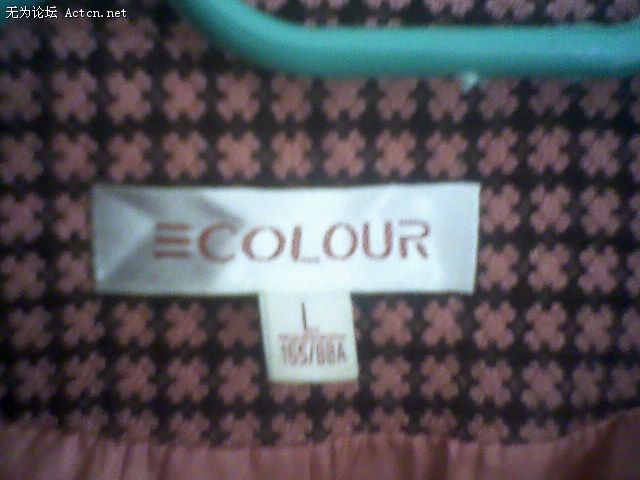 无为论坛 Actcn.net
ECOLOUR
L
165/88A